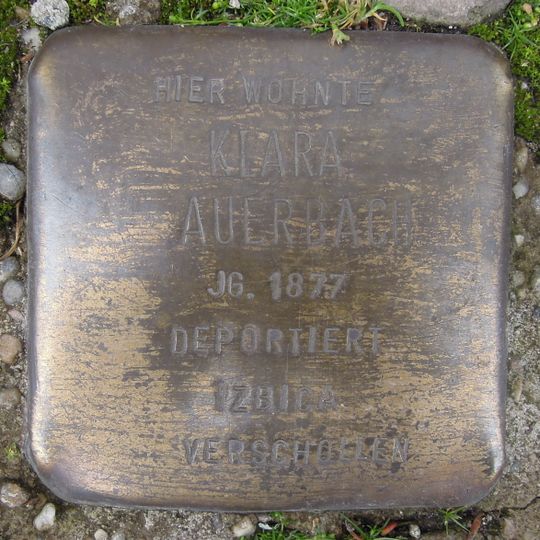 HIER WOHNTE
KLARA
AUERBACH
JG. 1877
DEPORTIERT
IZBICA
VERSCHOLLEN